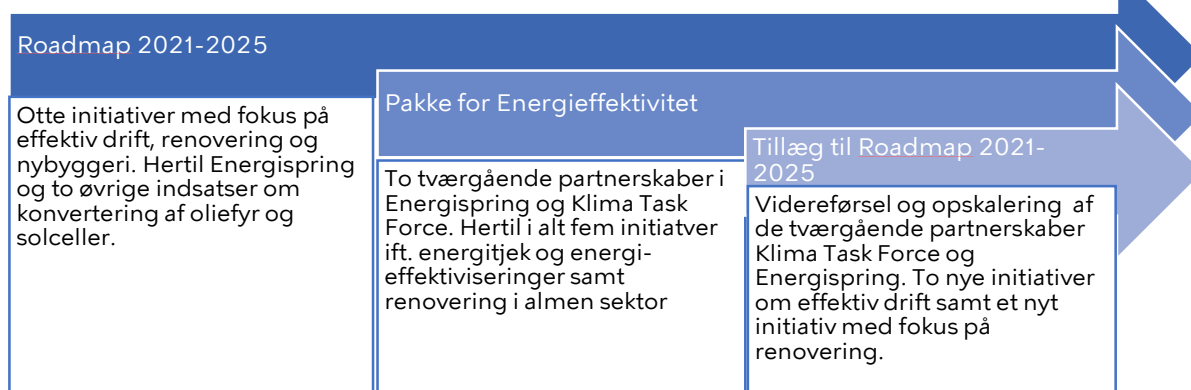 Roadmap 2021-2025
Otte initiativer med fokus på
effektiv drift, renovering og
nybyggeri. Hertil Energispring
og to øvrige indsatser om
konvertering af oliefyr og
solceller.
Pakke for Energieffektivitet
To tværgående partnerskaber i
Energispring og Klima Task
Force. Hertil i alt fem initiatver
ift. energitjek og energi-
effektiviseringer samt
renovering i almen sektor
Tillæg til Roadmap 2021-
2025
Videreførsel og opskalering af
de tværgående partnerskaber
Klima Task Force og
Energispring. To nye initiativer
om effektiv drift samt et nyt
initiativ med fokus på
renovering.